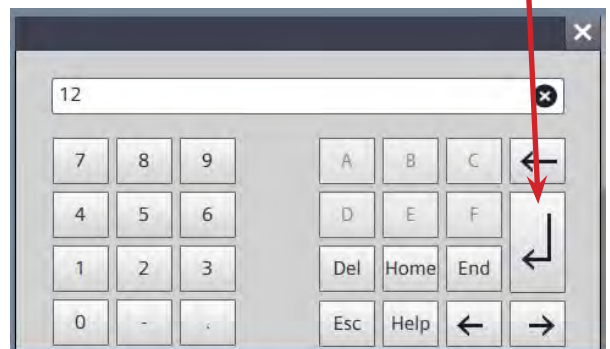 12
7 8 9 A B C ←
4 5 6 D E F ↵
1 2 3 Del Home End
0 - . Esc Help ← →